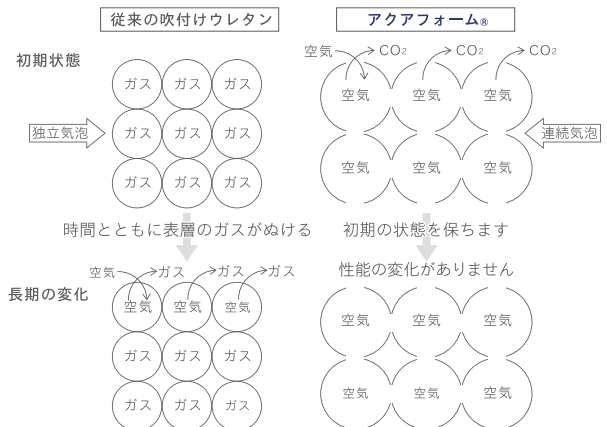 従来の吹付けウレタン
アクアフォーム®
初期状態
空気
CO2
CO2
CO2
ガス ガス ガス
空気 空気 空気
独立気泡
ガス ガス ガス
連続気泡
ガス ガス ガス
空気 空気 空気
時間とともに表層のガスがぬける
初期の状態を保ちます
性能の変化がありません
長期の変化
空気
ガス
ガス
ガス
空気 空気 空気
空気 空気 空気
ガス ガス ガス
ガス ガス ガス
空気 空気 空気